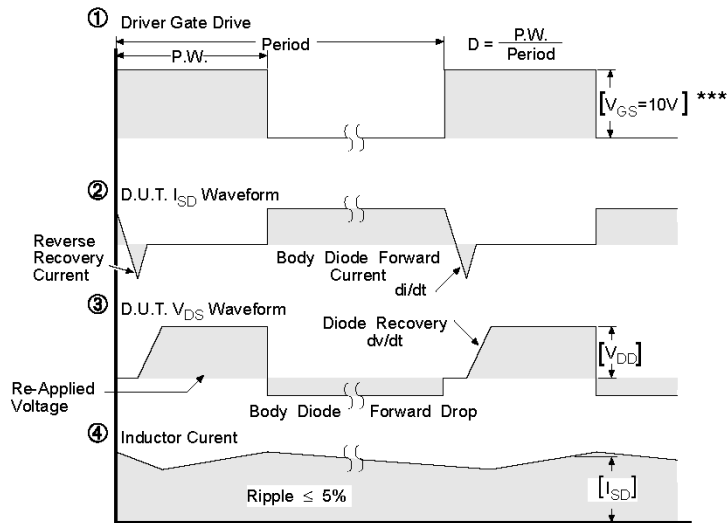 ① Driver Gate Drive
P.W.
Period
D = P.W. / Period
[V_GS=10V] ***
② D.U.T. I_SD Waveform
Reverse
Recovery
Current
Body Diode Forward
Current
di/dt
③ D.U.T. V_DS Waveform
Diode Recovery
dv/dt
[V_DD]
Re-Applied
Voltage
Body Diode Forward Drop
④ Inductor Curent
Ripple ≤ 5%
[I_SD]